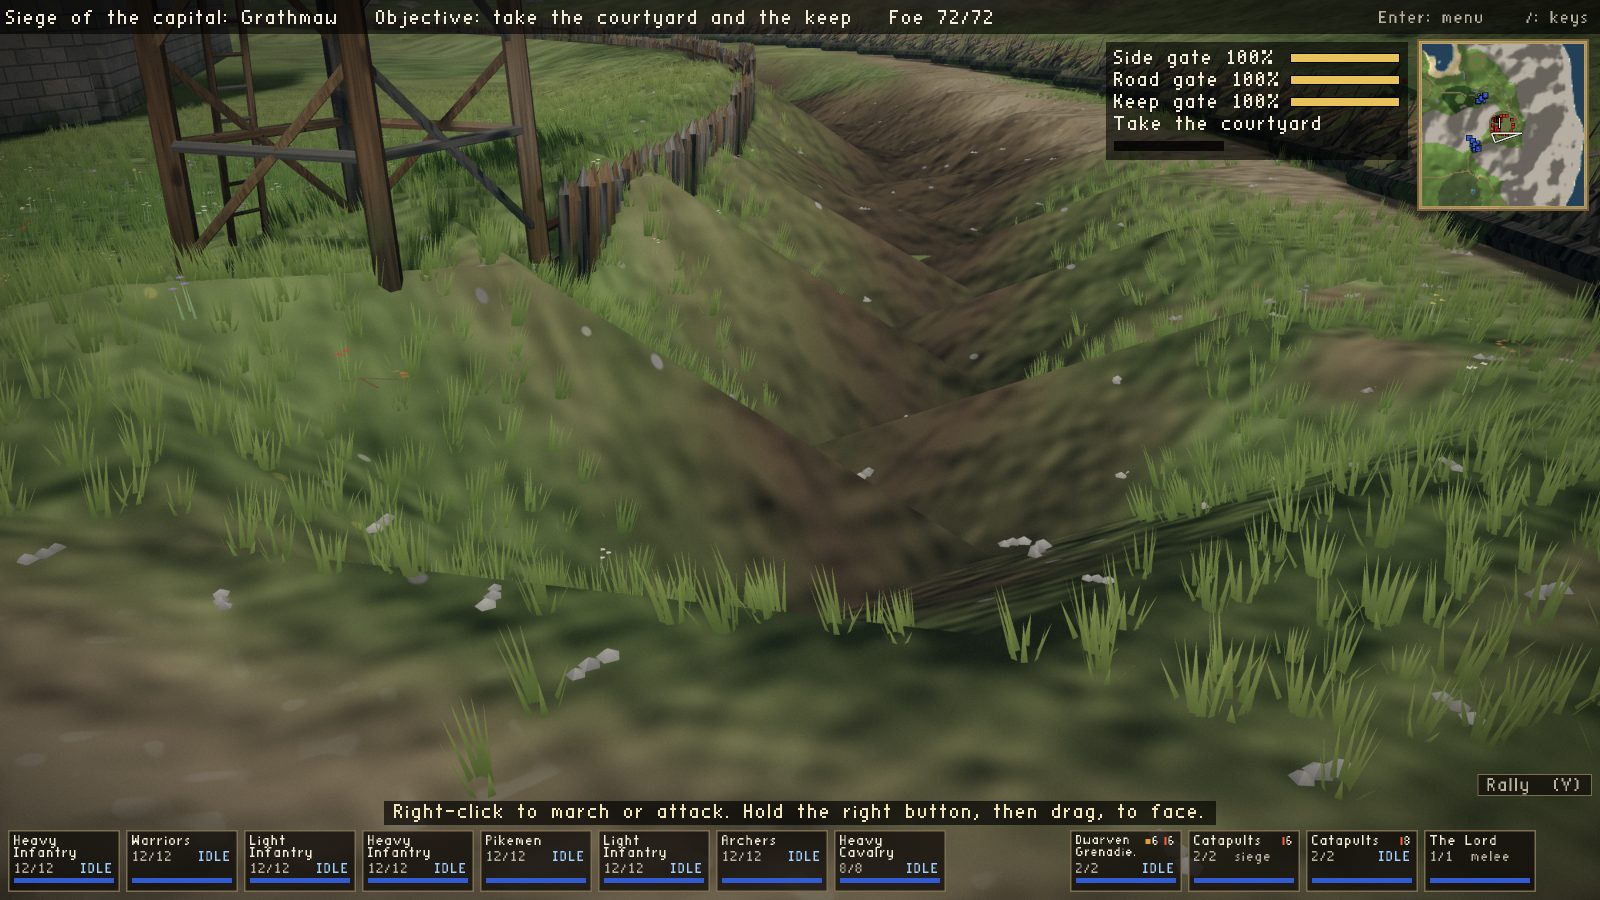 Siege of the capital: Grathmaw Objective: take the courtyard and the keep Foe 72/72 Enter: menu /: keys
Side gate 100%
Road gate 100%
Keep gate 100%
Take the courtyard
Rally (Y)
Right-click to march or attack. Hold the right button, then drag, to face.
Heavy Infantry
12/12 IDLE
Warriors
12/12 IDLE
Light Infantry
12/12 IDLE
Heavy Infantry
12/12 IDLE
Pikemen
12/12 IDLE
Light Infantry
12/12 IDLE
Archers
12/12 IDLE
Heavy Cavalry
8/8 IDLE
Dwarven 6 16
Grenadie.
2/2 IDLE
Catapults 16
2/2 siege
Catapults 18
2/2 IDLE
The Lord
1/1 melee